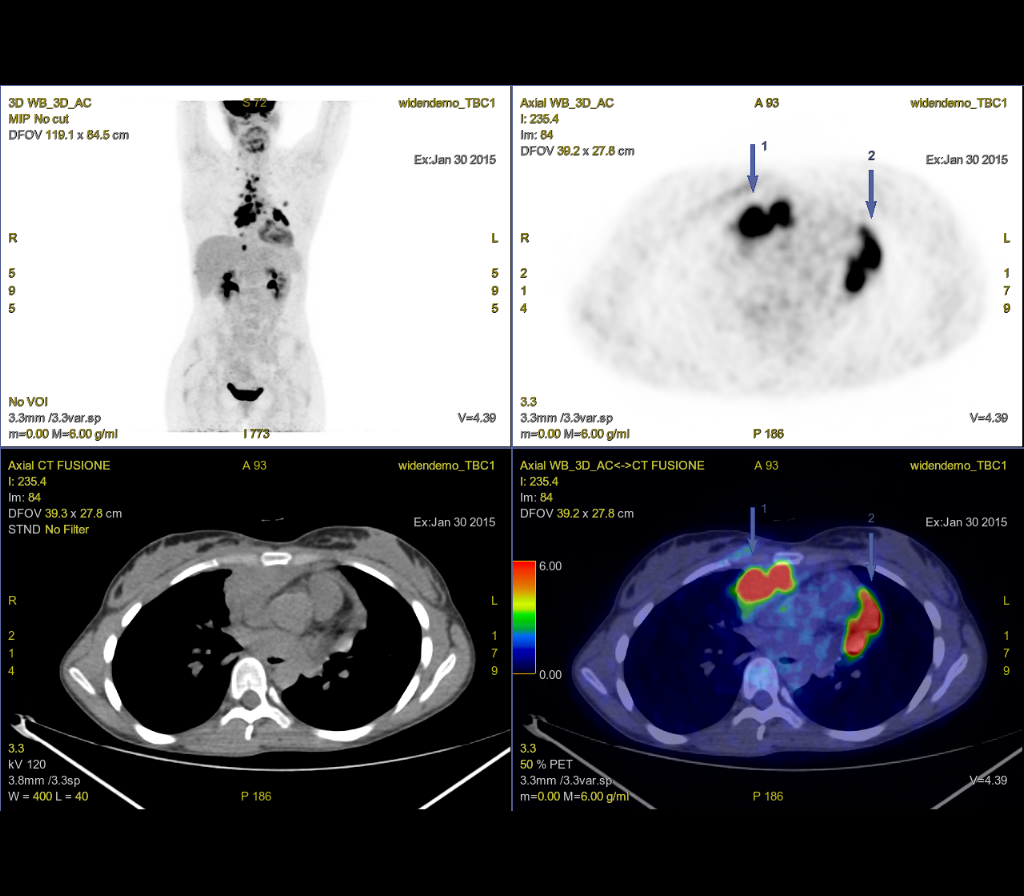 3D WB_3D_AC
MIP No cut
DFOV 119.1 x 84.5 cm
S 72
widendemo_TBC1
Ex:Jan 30 2015
R
L
5
9
5
5
9
5
No VOI
3.3mm /3.3var.sp
m=0.00 M=6.00 g/ml
I 773
V=4.39
Axial WB_3D_AC
I: 235.4
Im: 84
DFOV 39.2 x 27.8 cm
A 93
widendemo_TBC1
Ex:Jan 30 2015
1
2
R
L
2
1
4
1
7
9
3.3
3.3mm /3.3var.sp
m=0.00 M=6.00 g/ml
P 186
V=4.39
Axial CT FUSIONE
I: 235.4
Im: 84
DFOV 39.3 x 27.8 cm
STND No Filter
A 93
widendemo_TBC1
Ex:Jan 30 2015
R
L
2
1
4
1
7
9
3.3
kV 120
3.8mm /3.3sp
W = 400 L = 40
P 186
Axial WB_3D_AC<->CT FUSIONE
I: 235.4
Im: 84
DFOV 39.2 x 27.8 cm
A 93
widendemo_TBC1
Ex:Jan 30 2015
1
2
6.00
0.00
R
L
2
1
4
1
7
9
3.3
50 % PET
3.3mm /3.3var.sp
m=0.00 M=6.00 g/ml
P 186
V=4.39